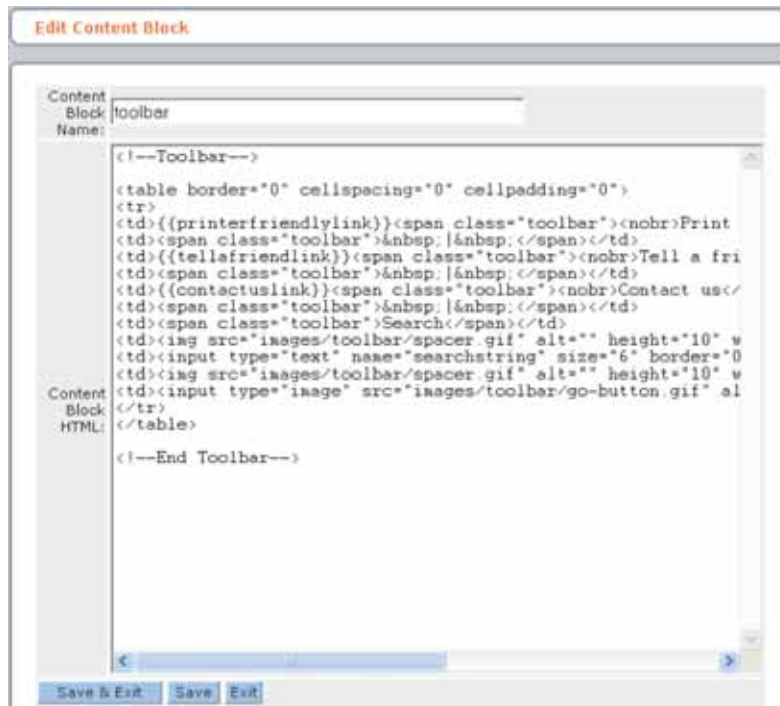 Edit Content Block
Content
Block
Name:
toolbar
<!--Toolbar-->
<table border="0" cellspacing="0" cellpadding="0">
<tr>
<td>{{printerfriendlylink}}<span class="toolbar"><nobr>Print
<td><span class="toolbar">&nbsp;|&nbsp;</span></td>
<td>{{tellafriendlink}}<span class="toolbar"><nobr>Tell a fri
<td><span class="toolbar">&nbsp;|&nbsp;</span></td>
<td>{{contactuslink}}<span class="toolbar"><nobr>Contact us</
<td><span class="toolbar">&nbsp;|&nbsp;</span></td>
<td><span class="toolbar">Search</span></td>
<td><img src="images/toolbar/spacer.gif" alt="" height="10" w
<td><input type="text" name="searchstring" size="6" border="0
<td><img src="images/toolbar/spacer.gif" alt="" height="10" w
<td><input type="image" src="images/toolbar/go-button.gif" al
</tr>
</table>
<!--End Toolbar-->
Content
Block
HTML:
Save & Exit Save Exit